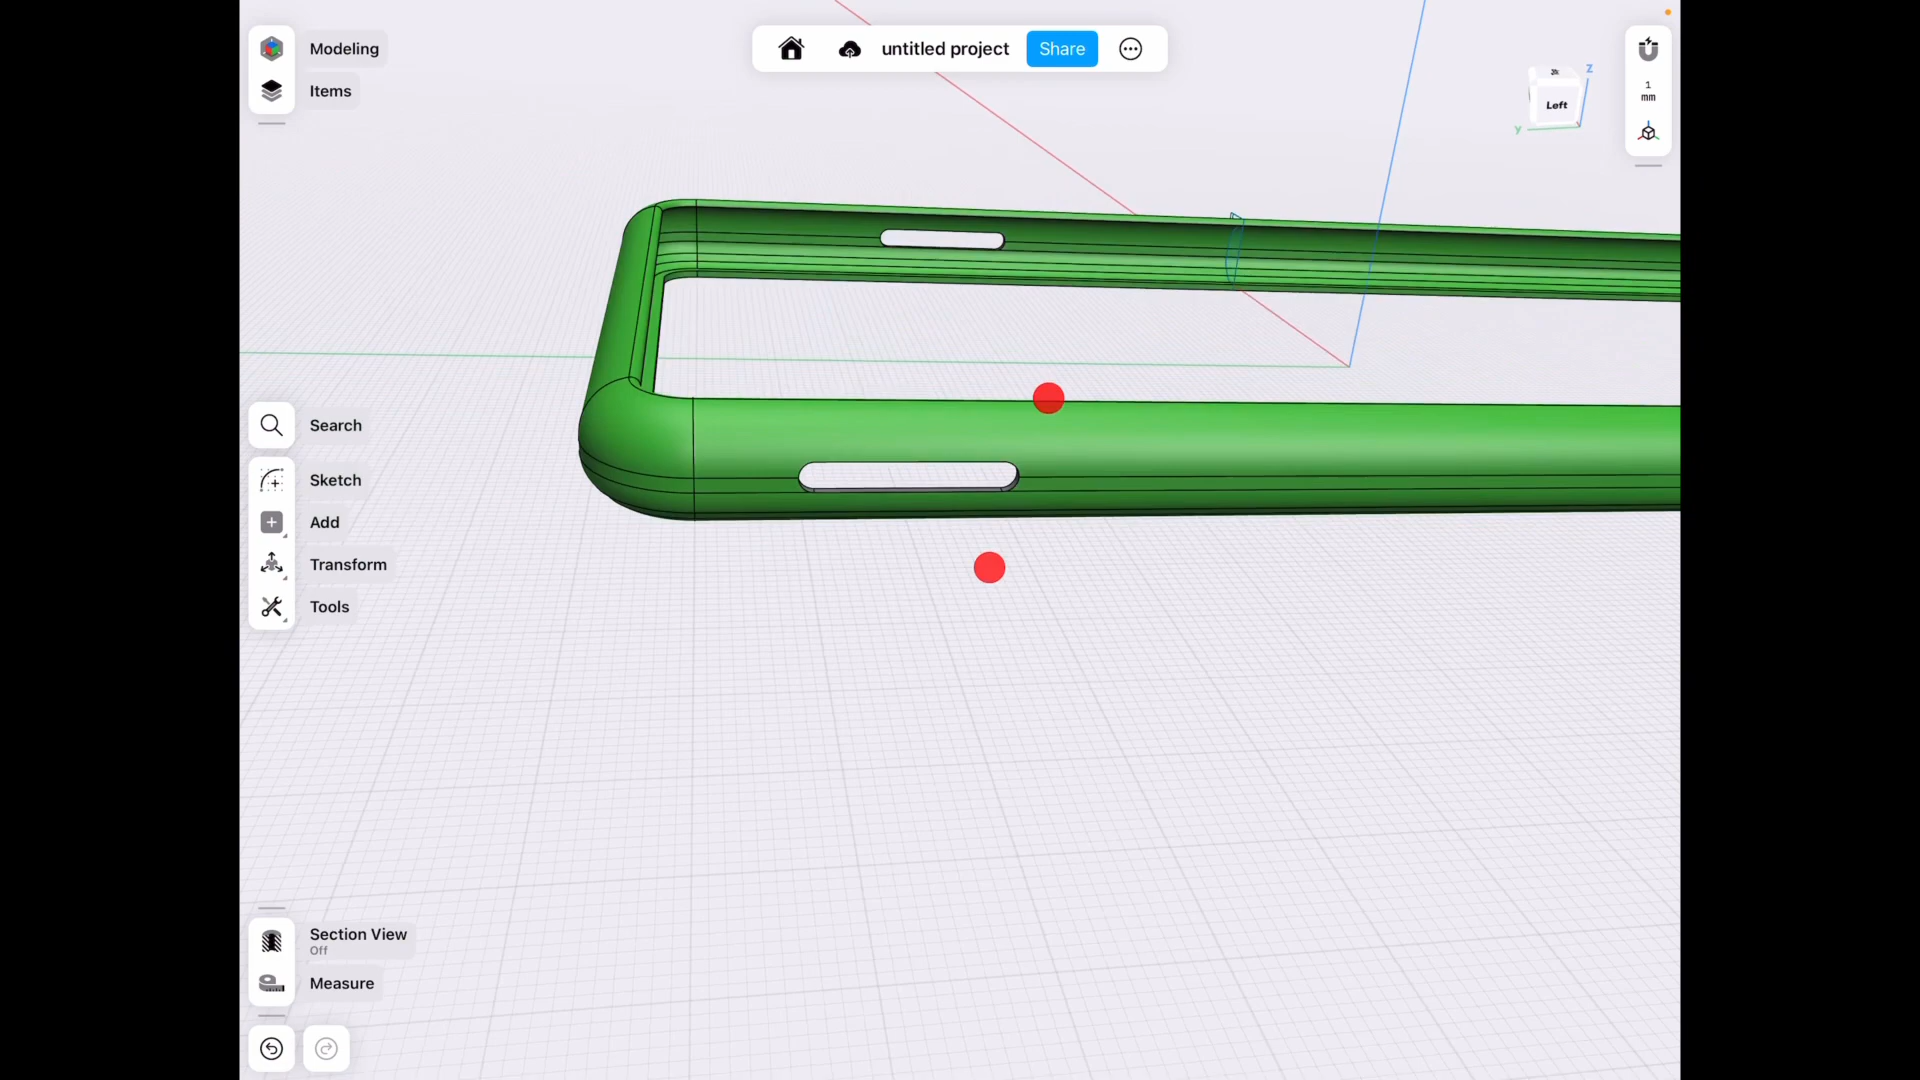 Modeling
Items
untitled project
Share
Left
Z
Y
1
mm
Search
Sketch
Add
Transform
Tools
Section View
Off
Measure